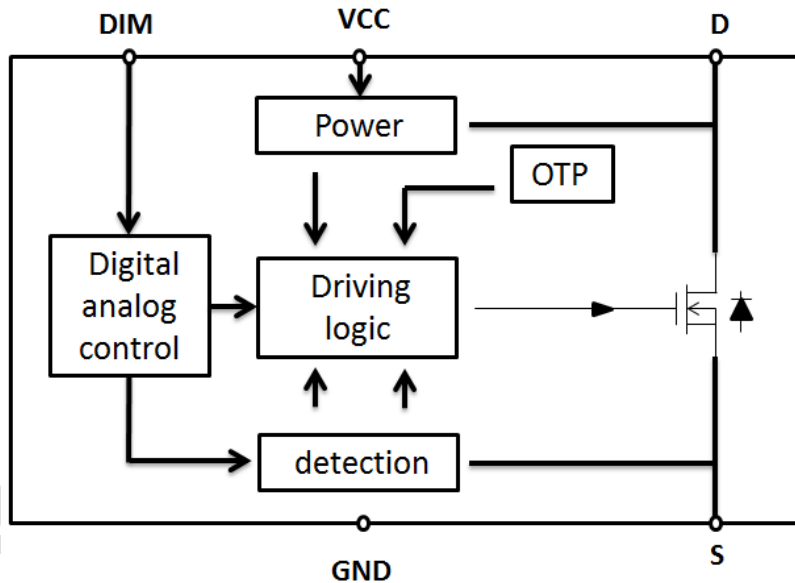 DIM
VCC
D
Power
OTP
Digital
analog
control
Driving
logic
detection
GND
S